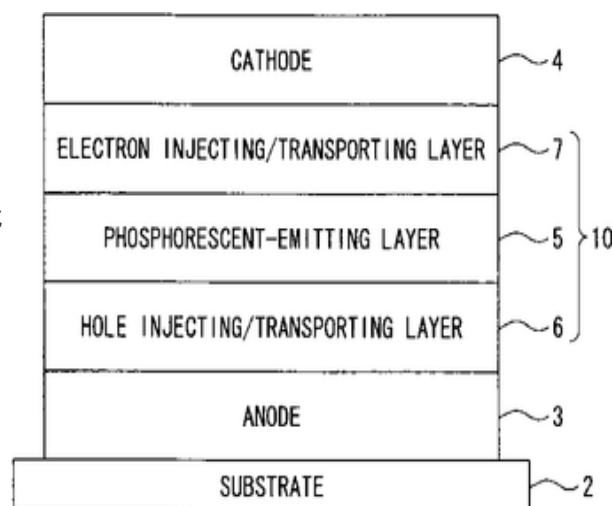 CATHODE 4
ELECTRON INJECTING/TRANSPORTING LAYER 7
PHOSPHORESCENT-EMITTING LAYER 5 10
HOLE INJECTING/TRANSPORTING LAYER 6
ANODE 3
SUBSTRATE 2